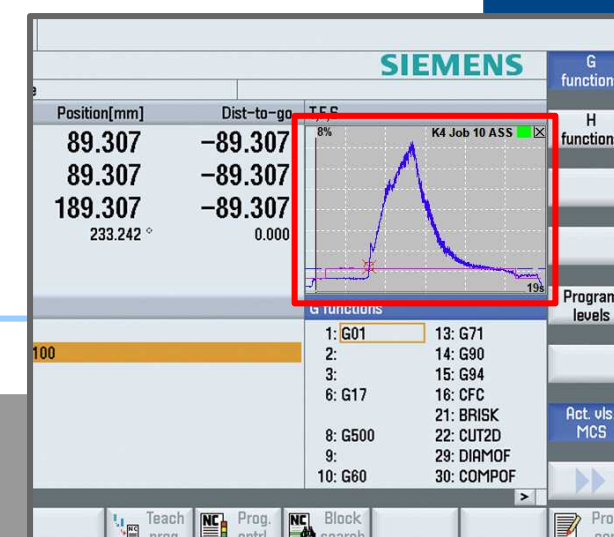 SIEMENS
G
function
Position[mm] Dist-to-go T,F,S
H
function
89.307 -89.307
89.307 -89.307
189.307 -89.307
233.242 ° 0.000
8% K4 Job 10 ASS
19s
Program
levels
G functions
1: G01 13: G71
100
2: 14: G90
3: 15: G94
6: G17 16: CFC
21: BRISK
8: G500 22: CUT2D
9: 29: DIAMOF
10: G60 30: COMPOF
Act. vls
MCS
>
Teach
prog.
NC Prog.
cntrl.
NC Block
search
Pro